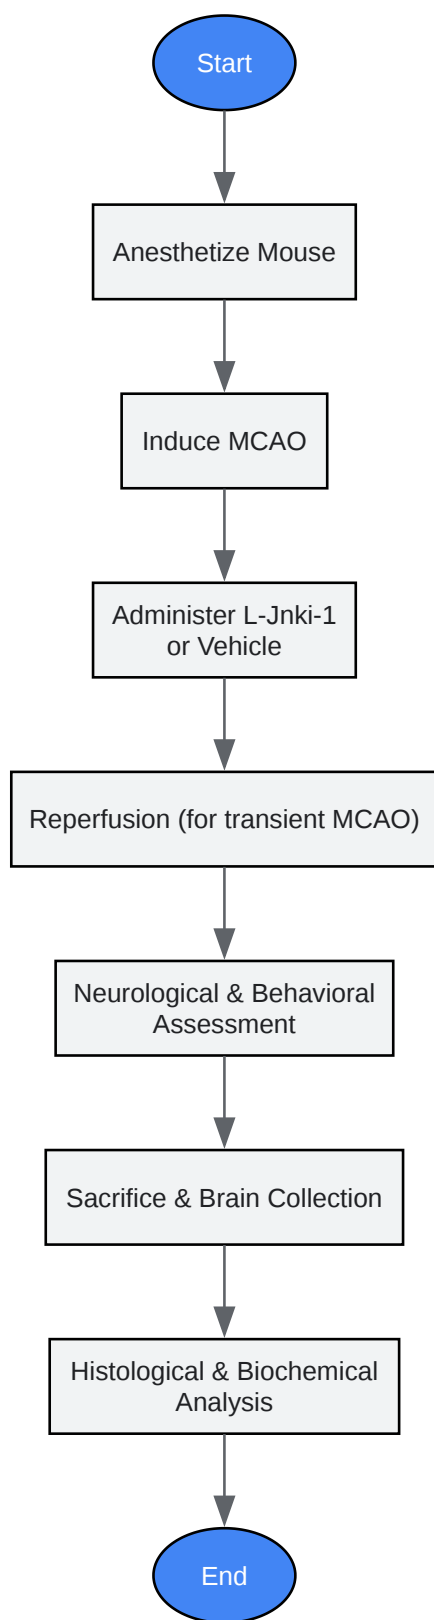 Start
Anesthetize Mouse
Induce MCAO
Administer L-Jnki-1
or Vehicle
Reperfusion (for transient MCAO)
Neurological & Behavioral
Assessment
Sacrifice & Brain Collection
Histological & Biochemical
Analysis
End